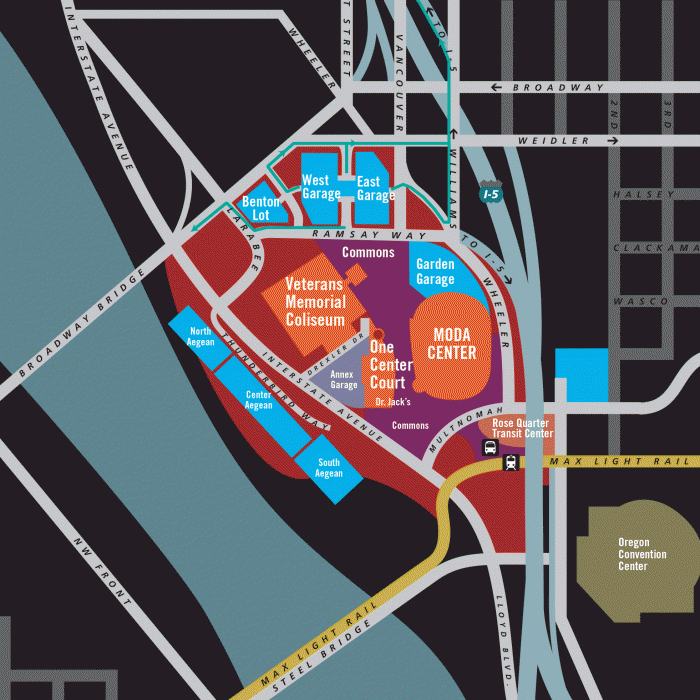 INTERSTATE AVENUE
WHEELER
T STREET
VANCOUVER
TO I-5
BROADWAY
WEIDLER
2ND
3RD
WILLIAMS
I-5
HALSEY
CLACKAMA
WASCO
West
Garage
East
Garage
Benton
Lot
LARABEE
RAMSAY WAY
TO I-5
Commons
Garden
Garage
WHEELER
BROADWAY BRIDGE
Veterans
Memorial
Coliseum
MODA
CENTER
One
Center
Court
Dr. Jack's
DREXLER DR
Annex
Garage
North
Aegean
Center
Aegean
South
Aegean
THUNDERBIRD WAY
INTERSTATE AVENUE
Commons
MULTNOMAH
Rose Quarter
Transit Center
MAX LIGHT RAIL
Oregon
Convention
Center
NW FRONT
MAX LIGHT RAIL
STEEL BRIDGE
LLOYD BLVD.